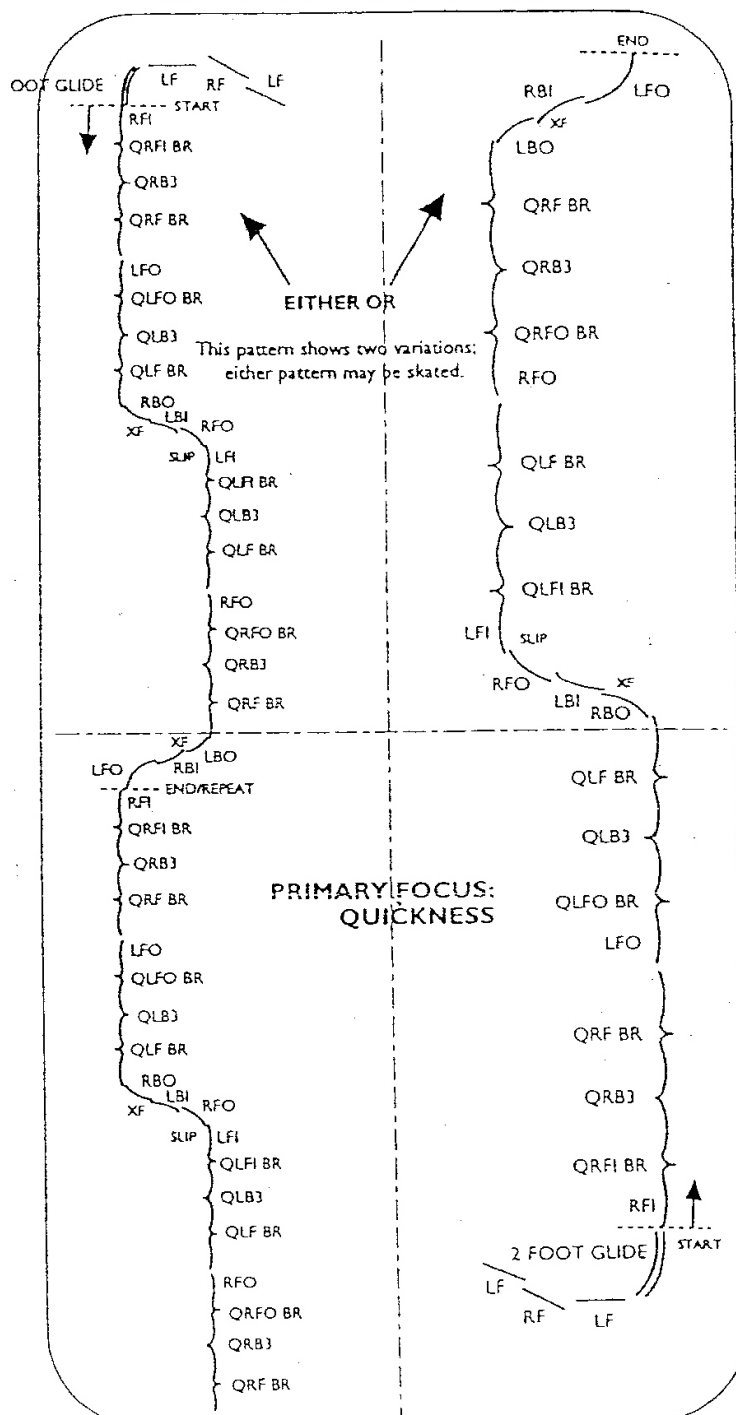 OOT GLIDE
LF
RF
LF
START
RFI
QRFI BR
QRB3
QRF BR
LFO
QLFO BR
QLB3
QLF BR
RBO
XF
LBI
RFO
SLIP
LFI
QLFI BR
QLB3
QLF BR
RFO
QRFO BR
QRB3
QRF BR
XF
LBO
RBI
LFO
END/REPEAT
RFI
QRFI BR
QRB3
QRF BR
LFO
QLFO BR
QLB3
QLF BR
RBO
XF
LBI
RFO
SLIP
LFI
QLFI BR
QLB3
QLF BR
RFO
QRFO BR
QRB3
QRF BR
EITHER OR
This pattern shows two variations;
either pattern may be skated.
PRIMARY FOCUS:
QUICKNESS
END
LFO
RBI
XF
LBO
QRF BR
QRB3
QRFO BR
RFO
QLF BR
QLB3
QLFI BR
LFI
SLIP
RFO
LBI
XF
RBO
QLF BR
QLB3
QLFO BR
LFO
QRF BR
QRB3
QRFI BR
RFI
START
2 FOOT GLIDE
LF
RF
LF